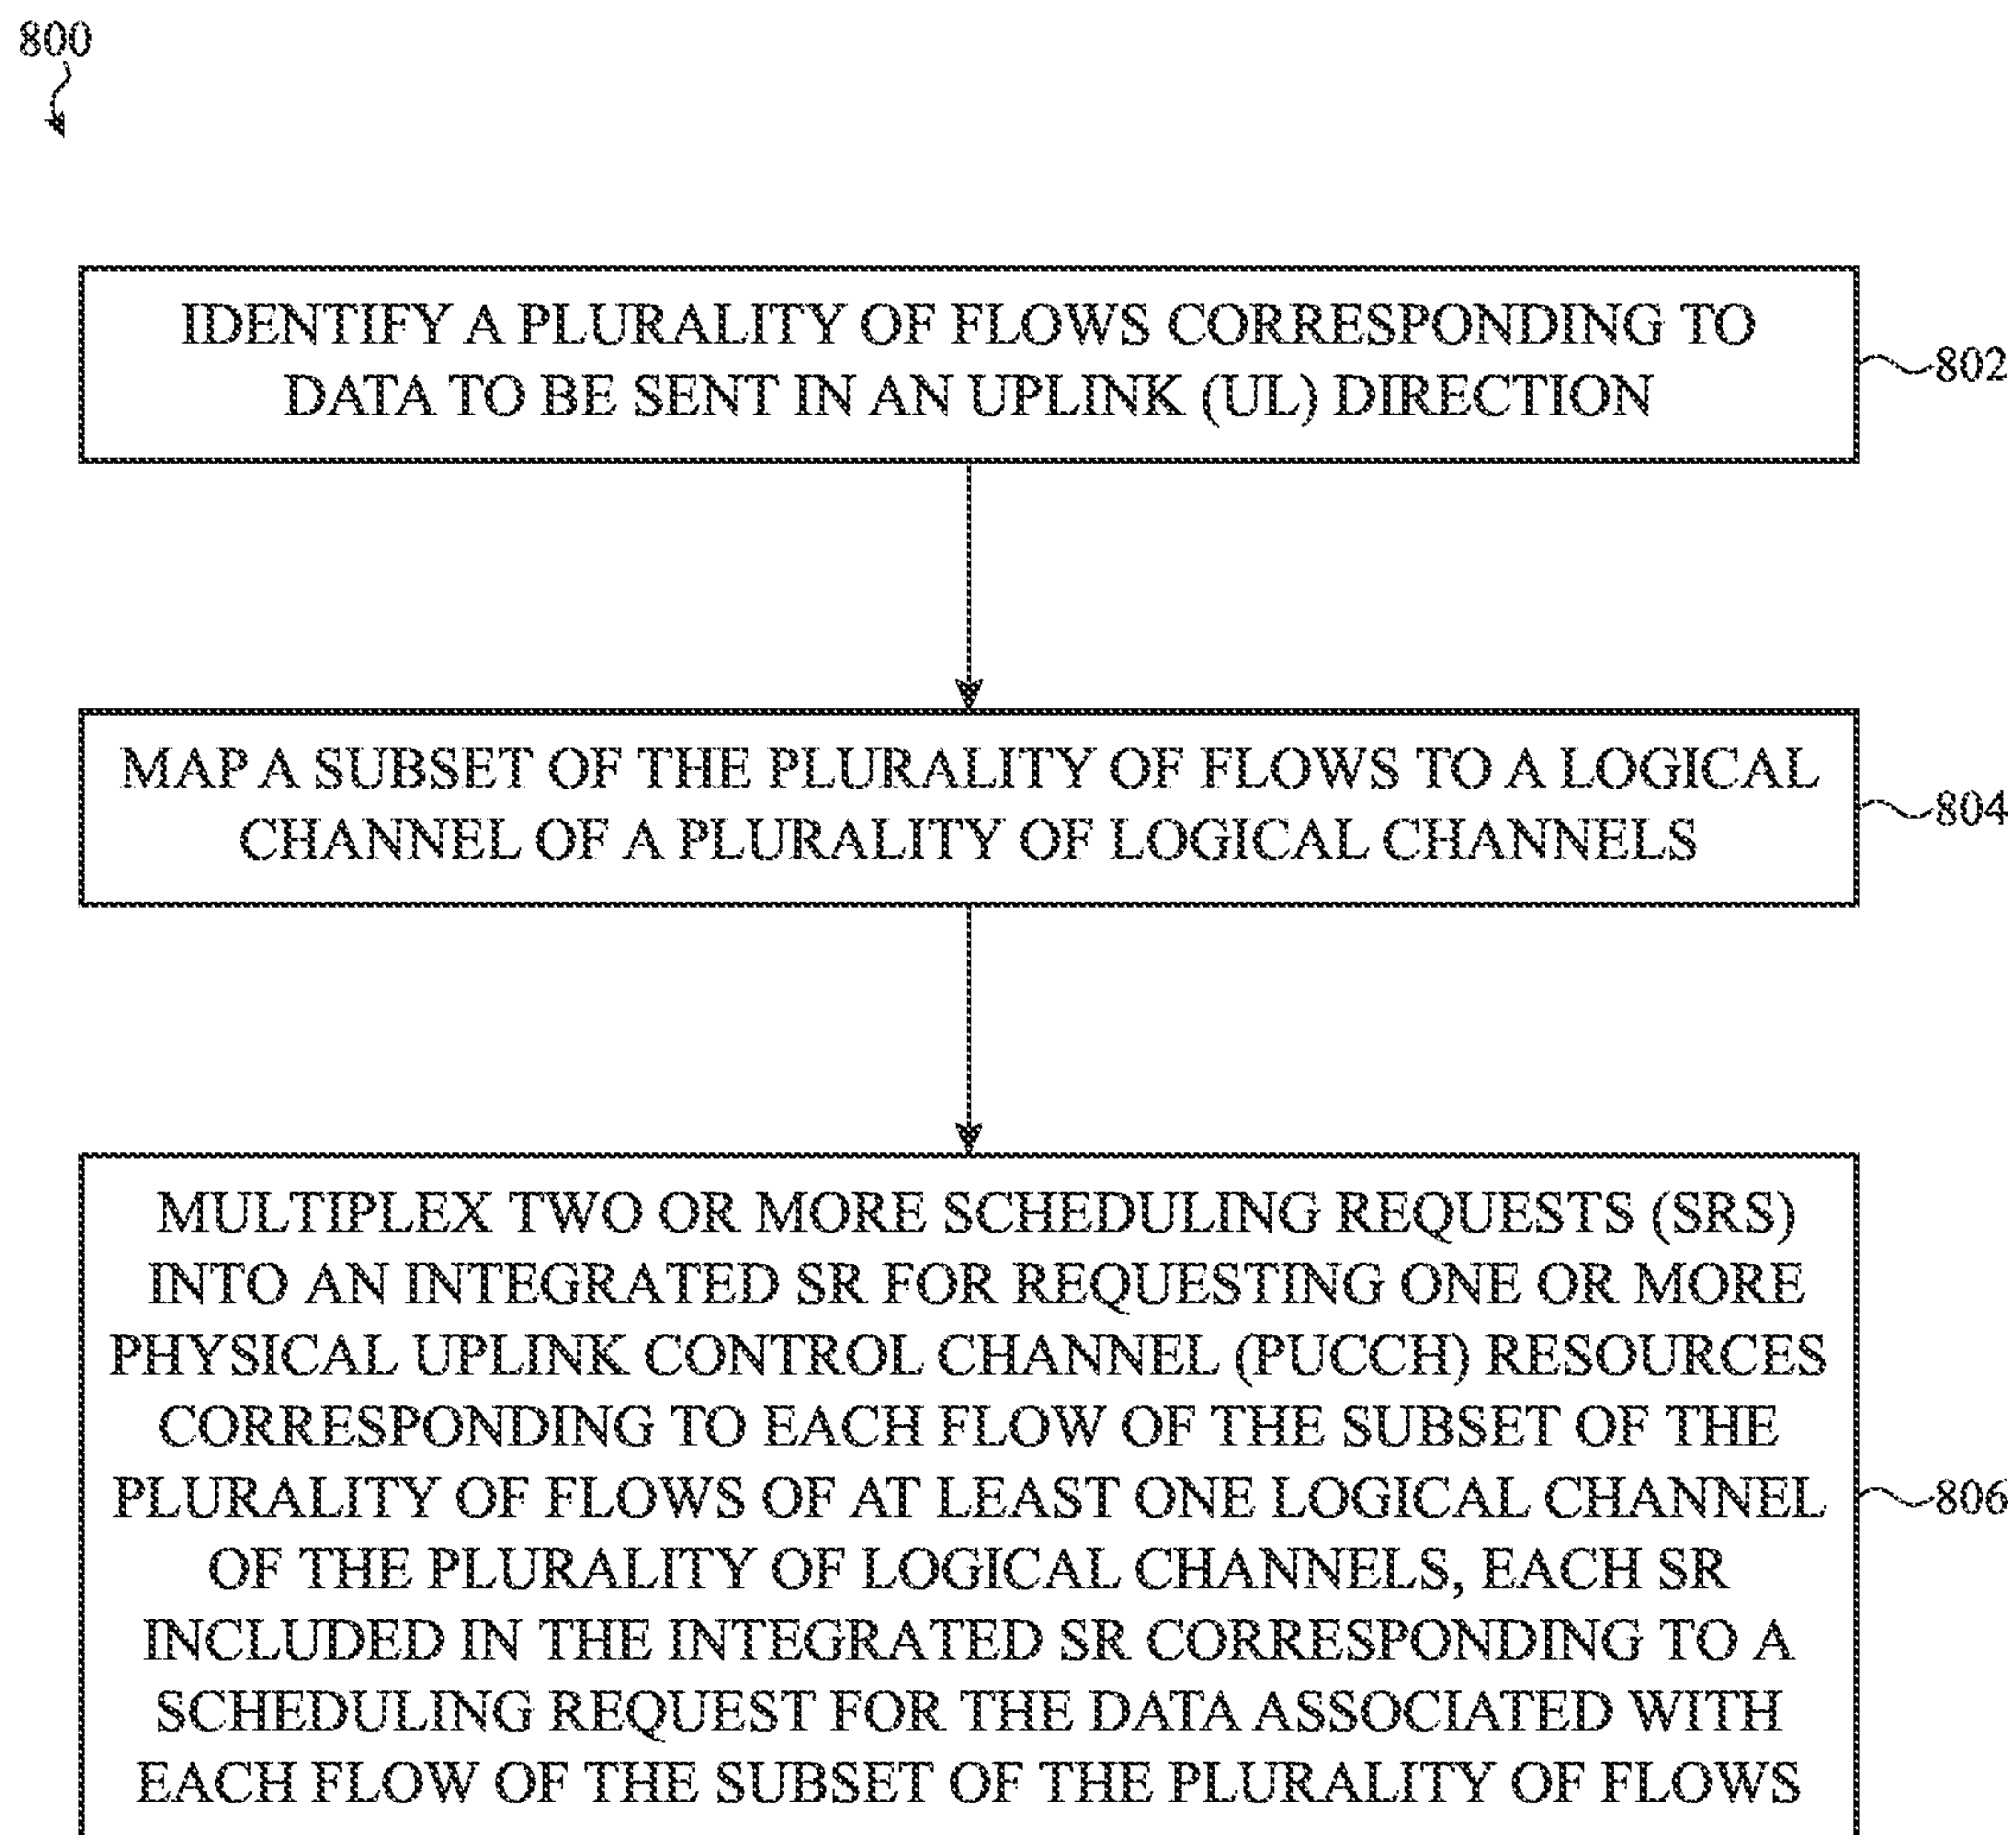 800
IDENTIFY A PLURALITY OF FLOWS CORRESPONDING TO
DATA TO BE SENT IN AN UPLINK (UL) DIRECTION
802
MAP A SUBSET OF THE PLURALITY OF FLOWS TO A LOGICAL
CHANNEL OF A PLURALITY OF LOGICAL CHANNELS
804
MULTIPLEX TWO OR MORE SCHEDULING REQUESTS (SRS)
INTO AN INTEGRATED SR FOR REQUESTING ONE OR MORE
PHYSICAL UPLINK CONTROL CHANNEL (PUCCH) RESOURCES
CORRESPONDING TO EACH FLOW OF THE SUBSET OF THE
PLURALITY OF FLOWS OF AT LEAST ONE LOGICAL CHANNEL
OF THE PLURALITY OF LOGICAL CHANNELS, EACH SR
INCLUDED IN THE INTEGRATED SR CORRESPONDING TO A
SCHEDULING REQUEST FOR THE DATA ASSOCIATED WITH
EACH FLOW OF THE SUBSET OF THE PLURALITY OF FLOWS
806